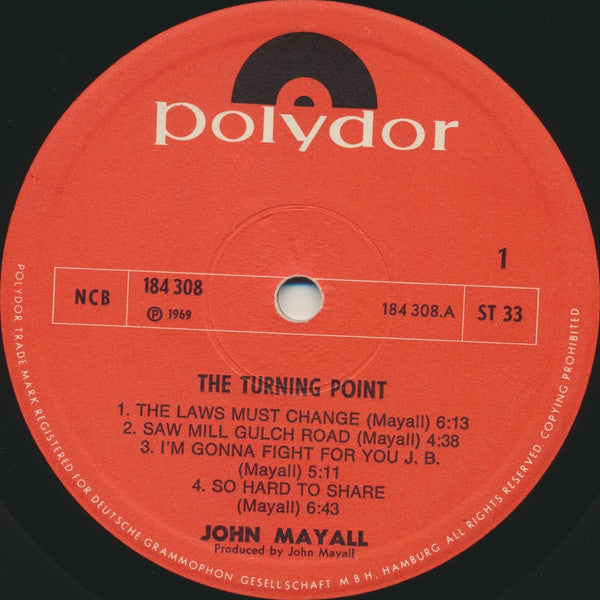 polydor
1
NCB
184 308
Ⓟ 1969
184 308.A
ST 33
THE TURNING POINT
1. THE LAWS MUST CHANGE (Mayall) 6:13
2. SAW MILL GULCH ROAD (Mayall) 4:38
3. I'M GONNA FIGHT FOR YOU J. B.
(Mayall) 5:11
4. SO HARD TO SHARE
(Mayall) 6:43
JOHN MAYALL
Produced by John Mayall
POLYDOR TRADE MARK REGISTERED FOR DEUTSCHE GRAMMOPHON GESELLSCHAFT M B H, HAMBURG. ALL RIGHTS RESERVED. COPYING PROHIBITED